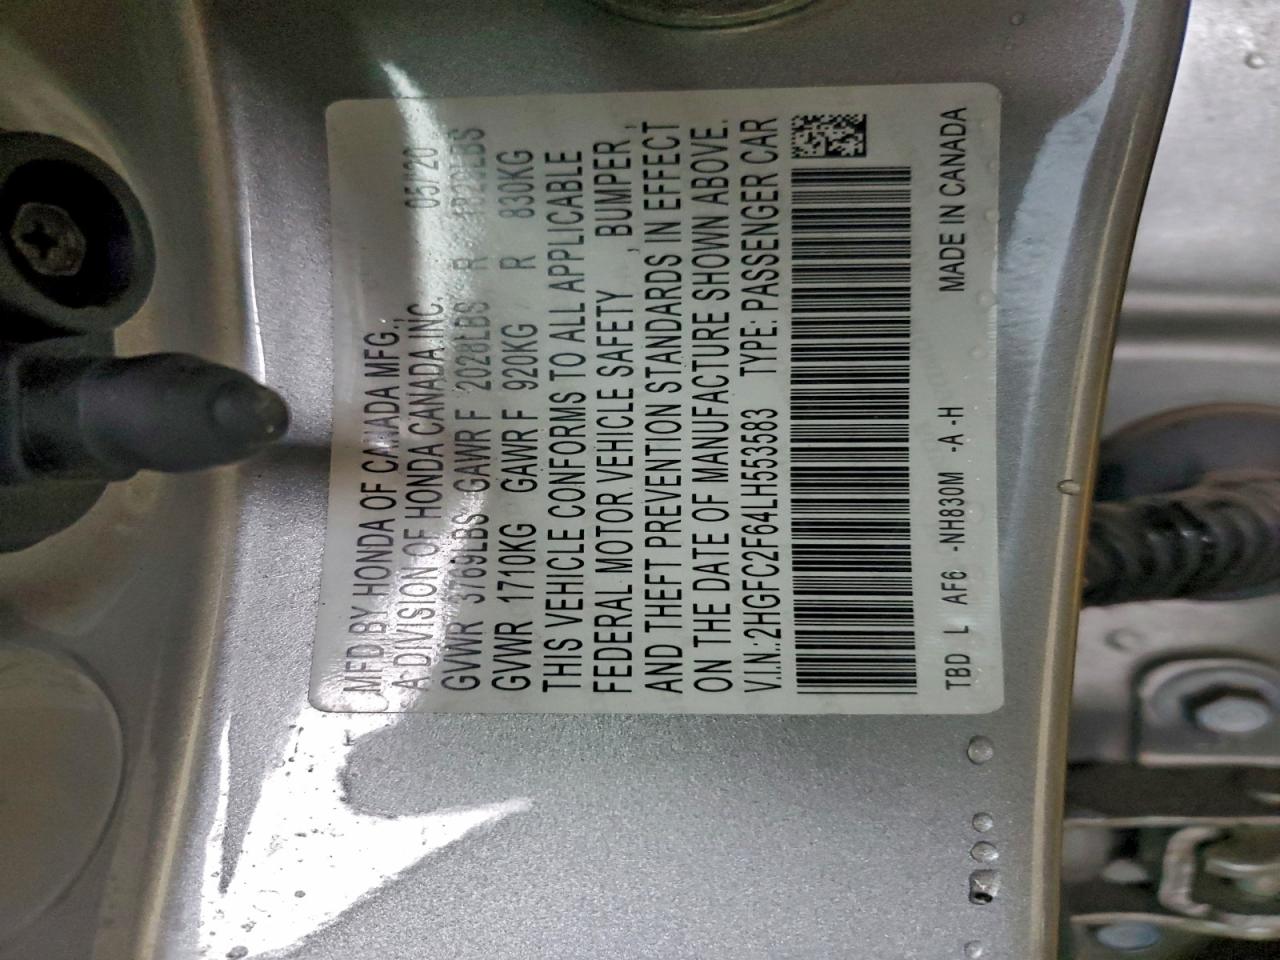 MFD BY HONDA OF CANADA MFG.,
A DIVISION OF HONDA CANADA INC. 05/20
GVWR 3769LBS GAWR F 2028LBS R 1829LBS
GVWR 1710KG GAWR F 920KG R 830KG
THIS VEHICLE CONFORMS TO ALL APPLICABLE
FEDERAL MOTOR VEHICLE SAFETY , BUMPER,
AND THEFT PREVENTION STANDARDS IN EFFECT
ON THE DATE OF MANUFACTURE SHOWN ABOVE.
V.I.N.:2HGFC2F64LH553583 TYPE: PASSENGER CAR
TBD L AF6 -NH830M -A -H MADE IN CANADA